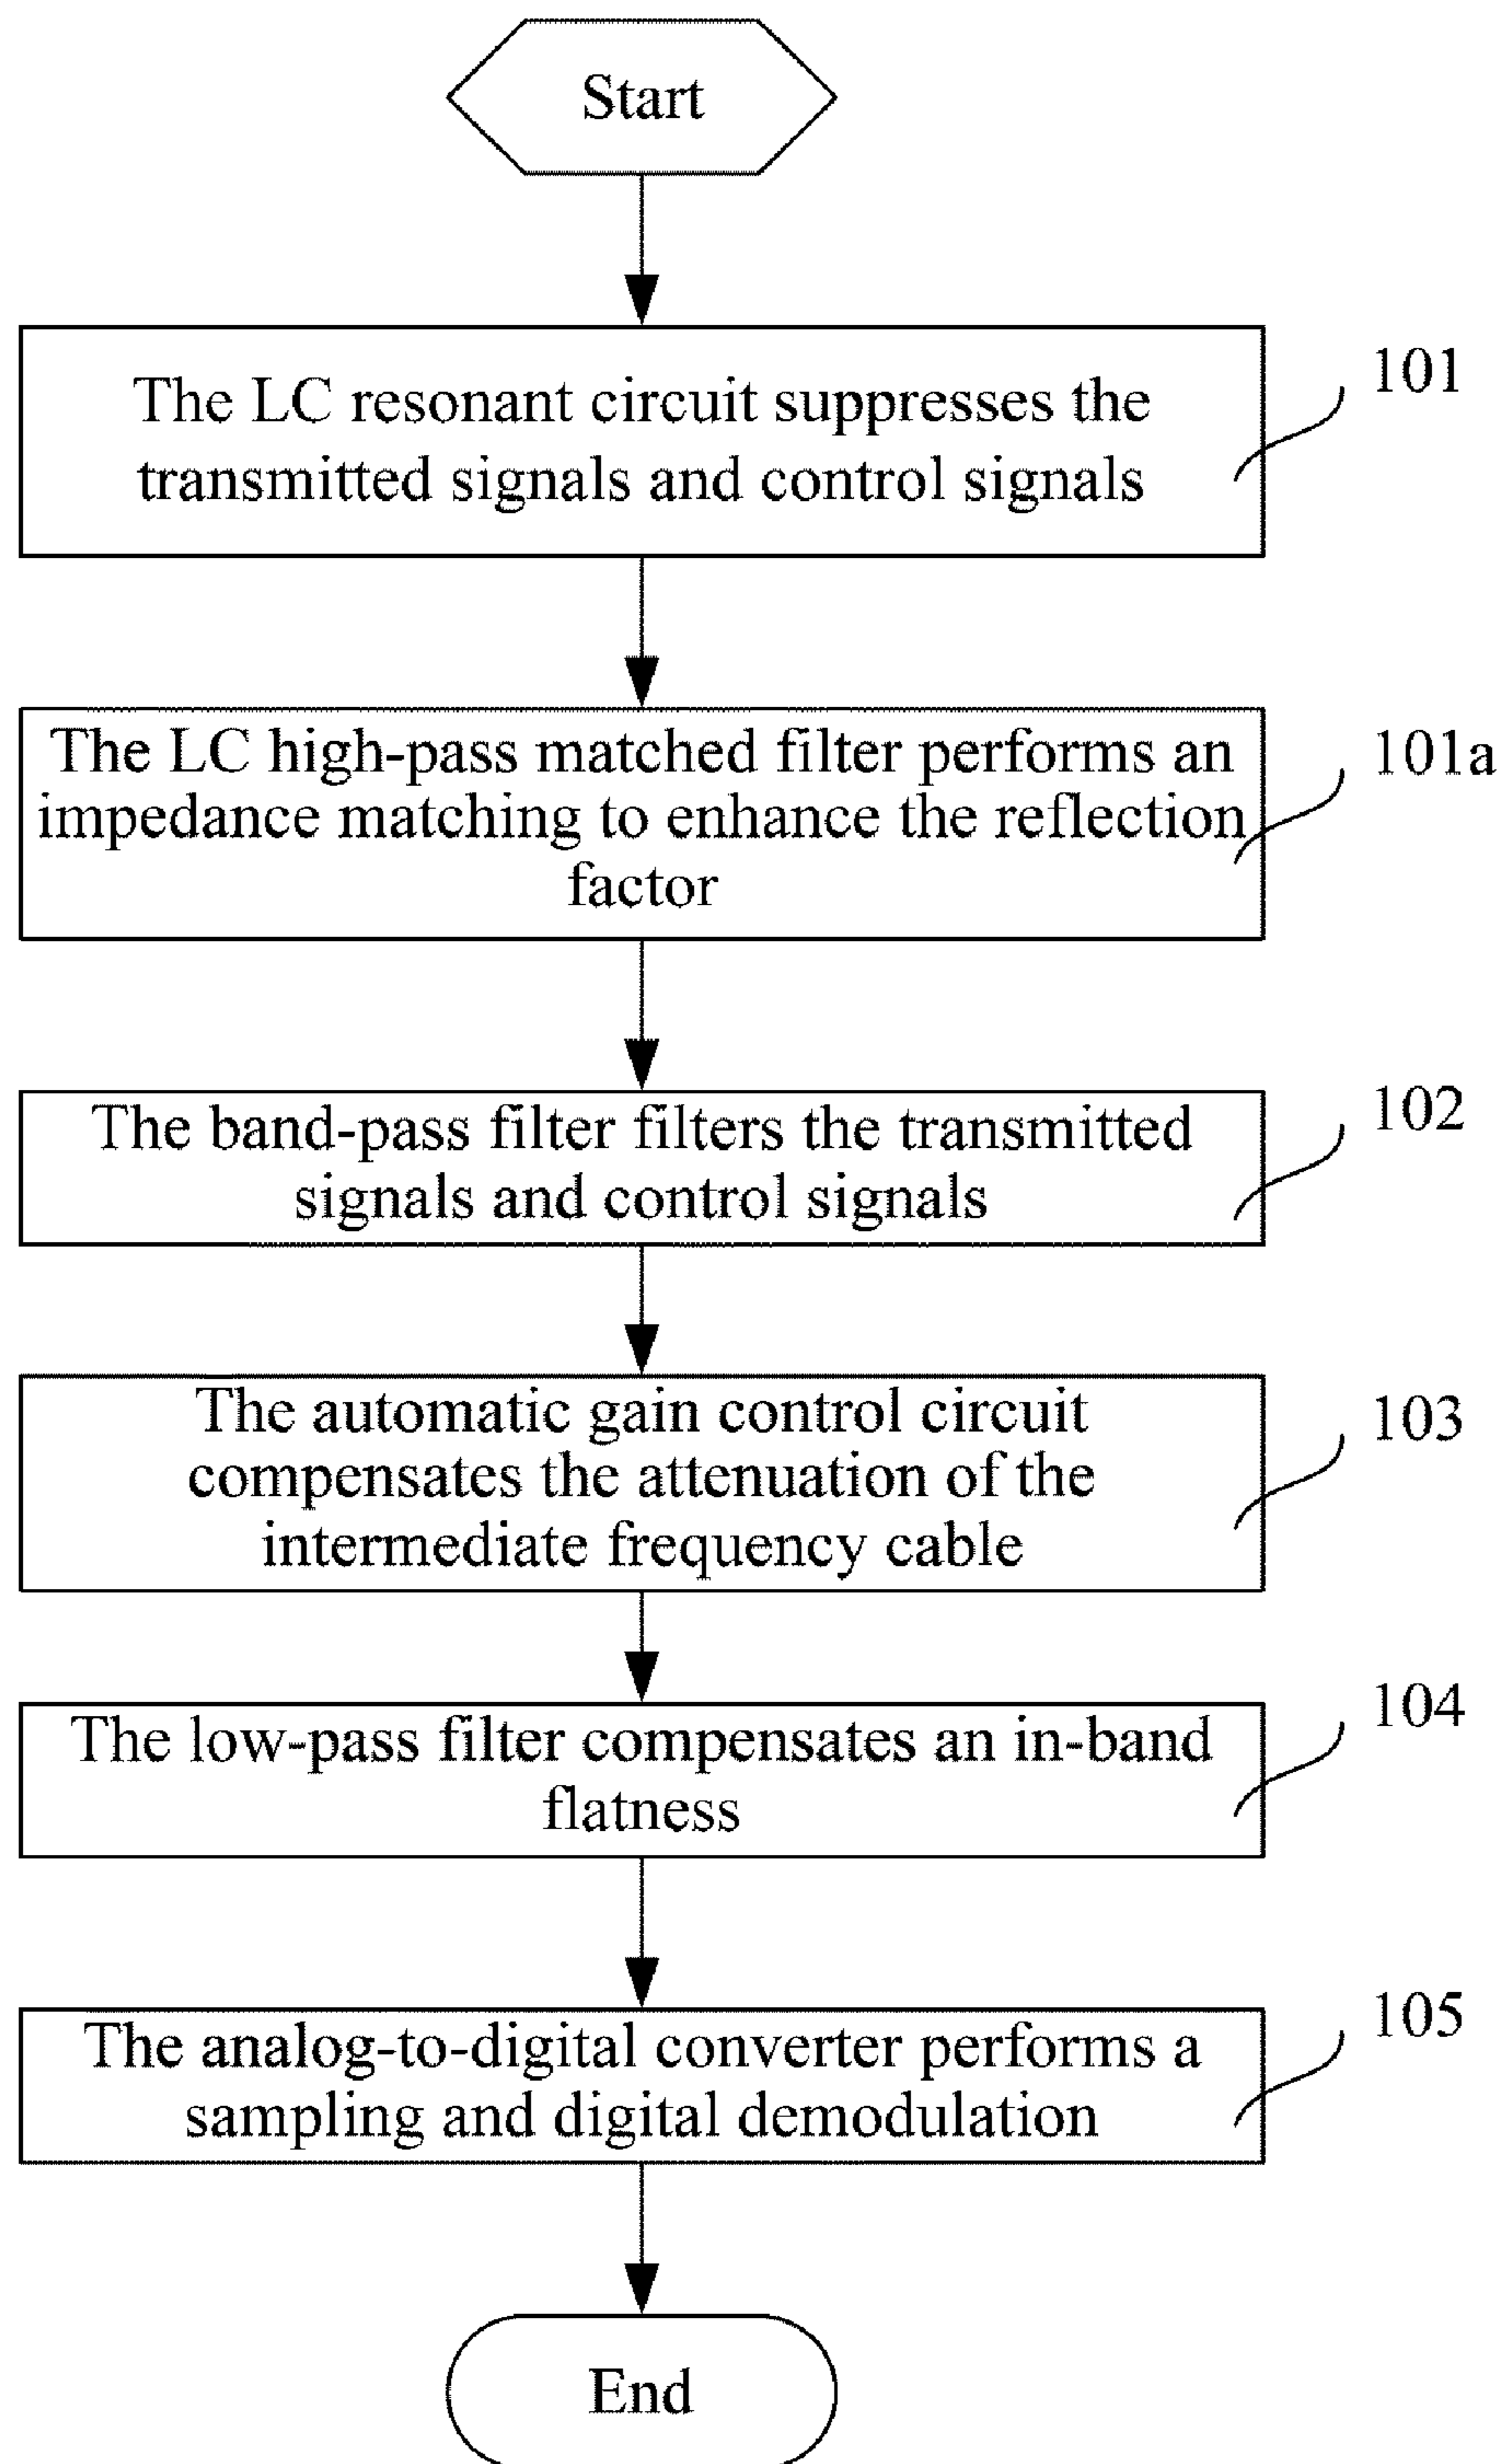 Start
The LC resonant circuit suppresses the
transmitted signals and control signals
101
The LC high-pass matched filter performs an
impedance matching to enhance the reflection
factor
101a
The band-pass filter filters the transmitted
signals and control signals
102
The automatic gain control circuit
compensates the attenuation of the
intermediate frequency cable
103
The low-pass filter compensates an in-band
flatness
104
The analog-to-digital converter performs a
sampling and digital demodulation
105
End